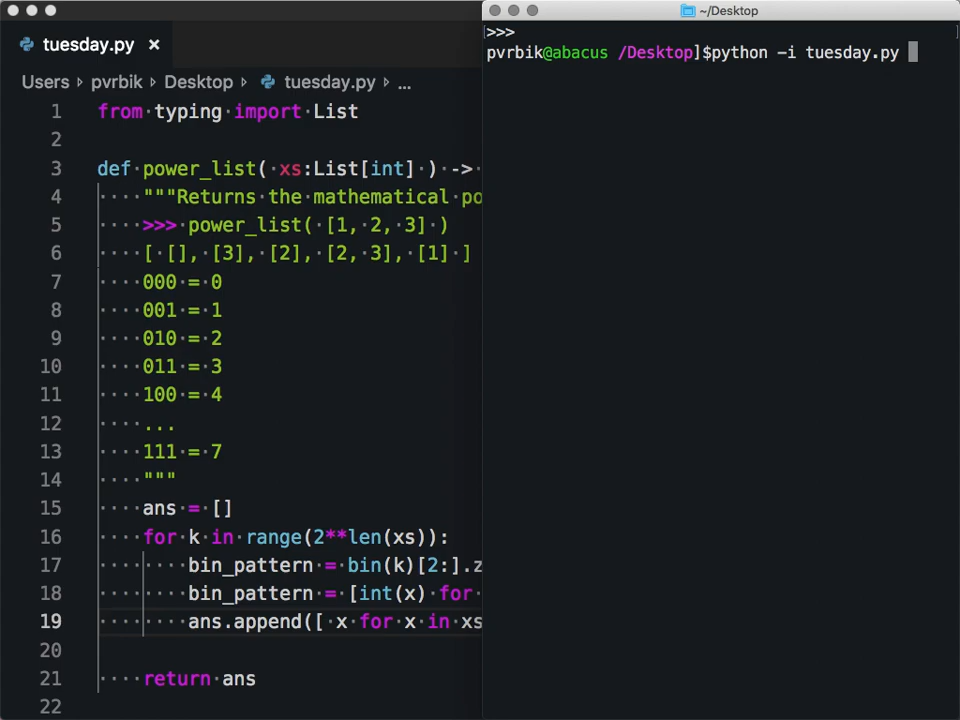 tuesday.py ×
Users pvrbik Desktop tuesday.py ...
1 from typing import List
2
3 def power_list( xs:List[int] ) ->
4 """Returns the mathematical po
5 >>> power_list( [1, 2, 3] )
6 [ [], [3], [2], [2, 3], [1] ]
7 000 = 0
8 001 = 1
9 010 = 2
10 011 = 3
11 100 = 4
12 ...
13 111 = 7
14 """
15 ans = []
16 for k in range(2**len(xs)):
17 bin_pattern = bin(k)[2:].z
18 bin_pattern = [int(x) for
19 ans.append([ x for x in xs
20
21 return ans
22
~/Desktop
>>>
pvrbik@abacus /Desktop]$python -i tuesday.py